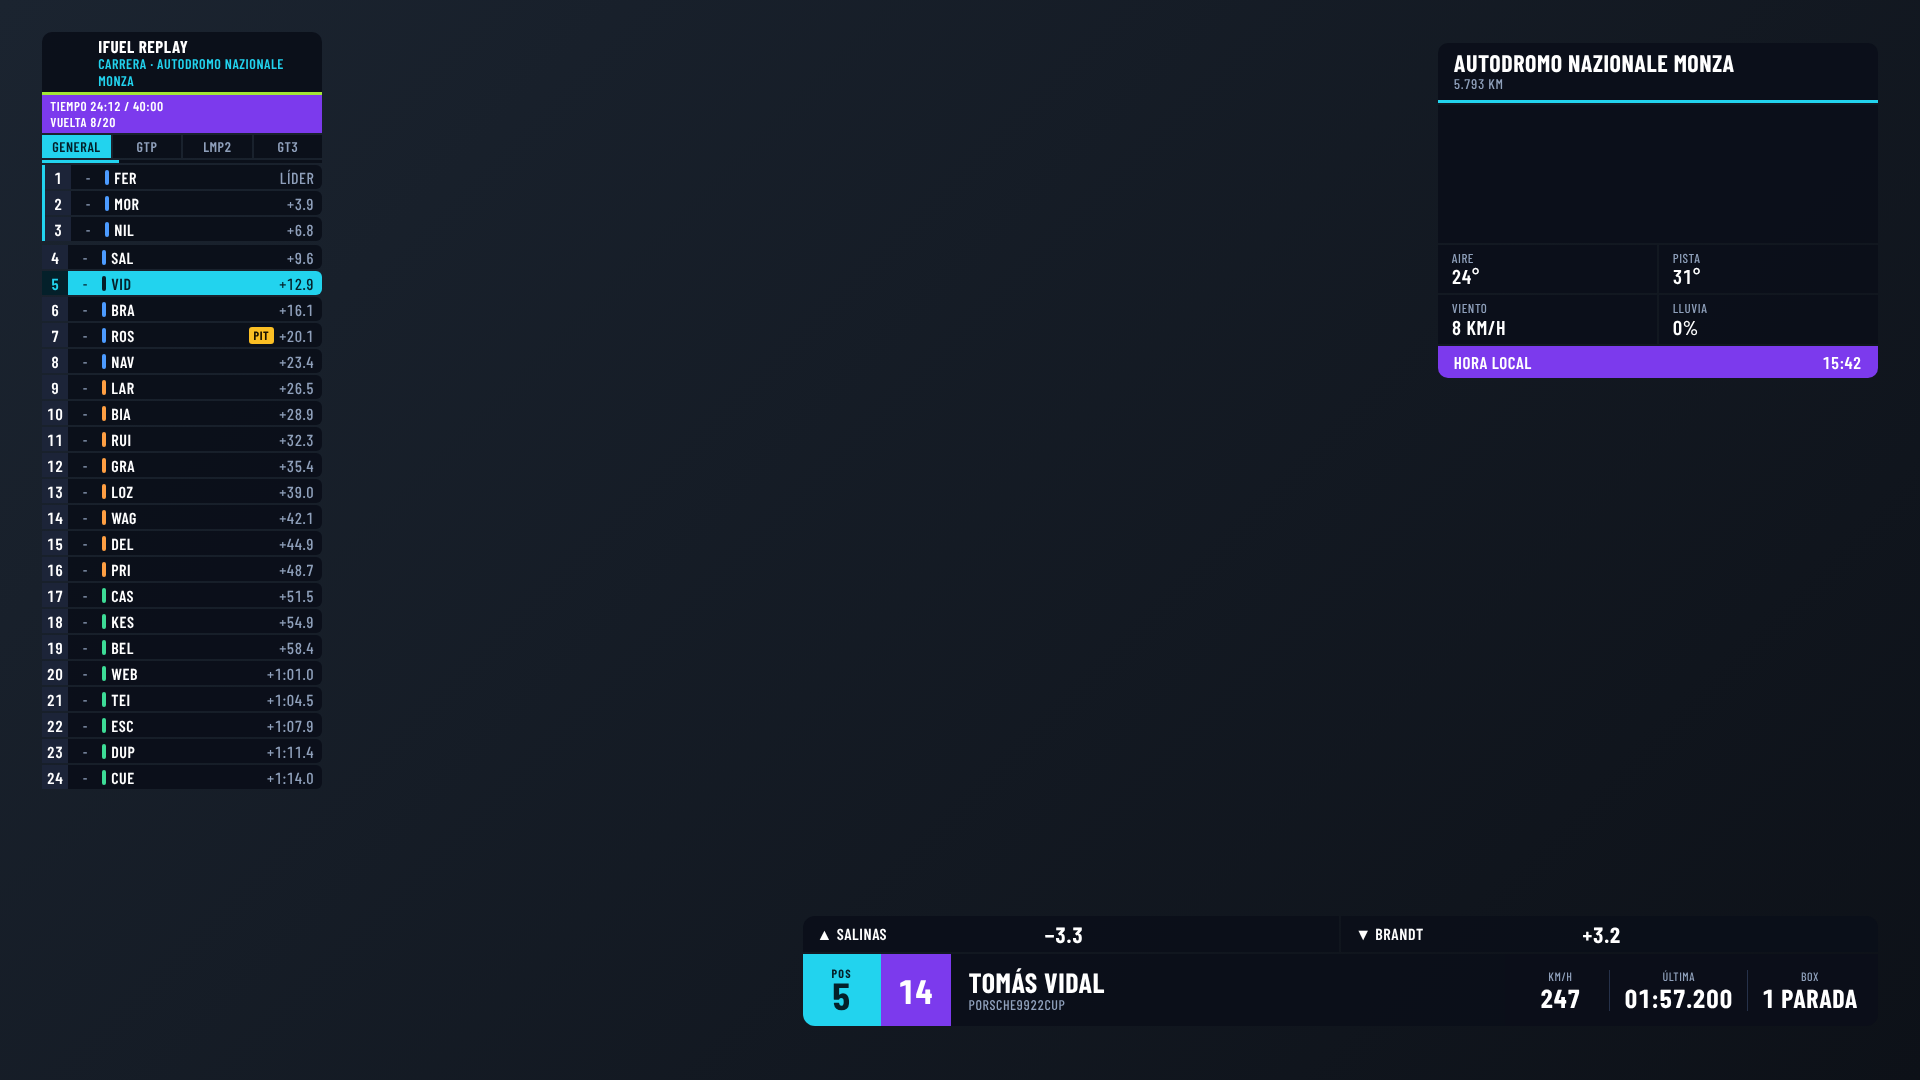 IFUEL REPLAY
CARRERA · AUTODROMO NAZIONALE
MONZA
TIEMPO 24:12 / 40:00
VUELTA 8/20
GENERAL GTP LMP2 GT3
1 - FER LÍDER
2 - MOR +3.9
3 - NIL +6.8
4 - SAL +9.6
5 - VID +12.9
6 - BRA +16.1
7 - ROS PIT +20.1
8 - NAV +23.4
9 - LAR +26.5
10 - BIA +28.9
11 - RUI +32.3
12 - GRA +35.4
13 - LOZ +39.0
14 - WAG +42.1
15 - DEL +44.9
16 - PRI +48.7
17 - CAS +51.5
18 - KES +54.9
19 - BEL +58.4
20 - WEB +1:01.0
21 - TEI +1:04.5
22 - ESC +1:07.9
23 - DUP +1:11.4
24 - CUE +1:14.0
AUTODROMO NAZIONALE MONZA
5.793 KM
AIRE PISTA
24° 31°
VIENTO LLUVIA
8 KM/H 0%
HORA LOCAL 15:42
▲ SALINAS −3.3 ▼ BRANDT +3.2
POS
5
14
TOMÁS VIDAL
PORSCHE9922CUP
KM/H ÚLTIMA BOX
247 01:57.200 1 PARADA